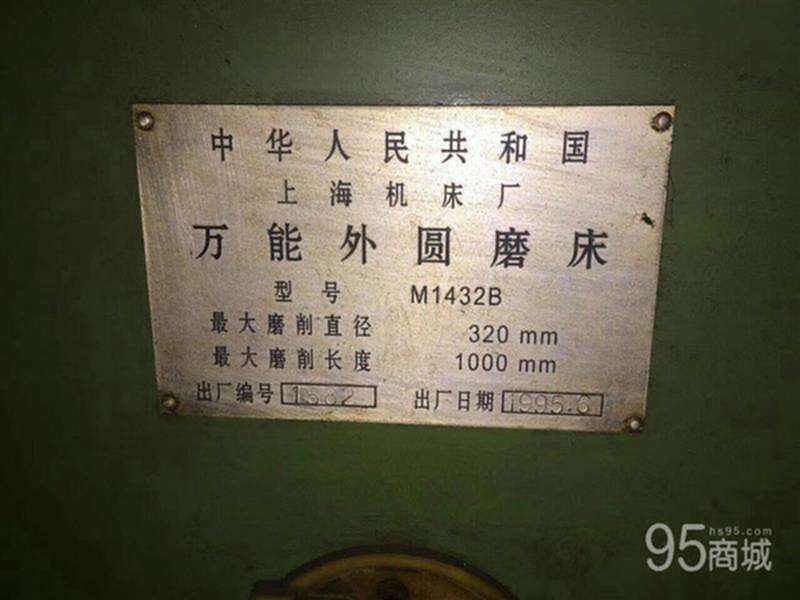 中华人民共和国
上海机床厂
万能外圆磨床
型号 M1432B
最大磨削直径 320 mm
最大磨削长度 1000 mm
出厂编号 1582 出厂日期 1995.6
hs95.com
95商城